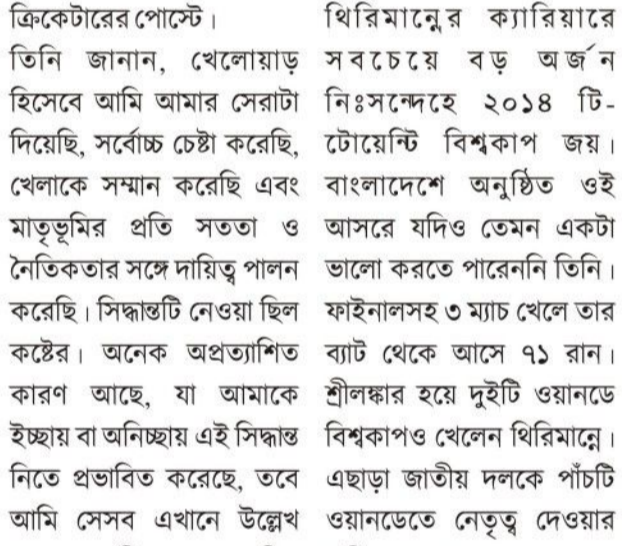 ক্রিকেটারের পোস্টে।
তিনি জানান, খেলোয়াড়
হিসেবে আমি আমার সেরাটা
দিয়েছি, সর্বোচ্চ চেষ্টা করেছি,
খেলাকে সম্মান করেছি এবং
মাতৃভূমির প্রতি সততা ও
নৈতিকতার সঙ্গে দায়িত্ব পালন
করেছি। সিদ্ধান্তটি নেওয়া ছিল
কষ্টের। অনেক অপ্রত্যাশিত
কারণ আছে, যা আমাকে
ইচ্ছায় বা অনিচ্ছায় এই সিদ্ধান্ত
নিতে প্রভাবিত করেছে, তবে
আমি সেসব এখানে উল্লেখ
থিরিমান্নের ক্যারিয়ারে
সবচেয়ে বড় অর্জন
নিঃসন্দেহে ২০১৪ টি-
টোয়েন্টি বিশ্বকাপ জয়।
বাংলাদেশে অনুষ্ঠিত ওই
আসরে যদিও তেমন একটা
ভালো করতে পারেননি তিনি।
ফাইনালসহ ৩ ম্যাচ খেলে তার
ব্যাট থেকে আসে ৭১ রান।
শ্রীলঙ্কার হয়ে দুইটি ওয়ানডে
বিশ্বকাপও খেলেন থিরিমান্নে।
এছাড়া জাতীয় দলকে পাঁচটি
ওয়ানডেতে নেতৃত্ব দেওয়ার